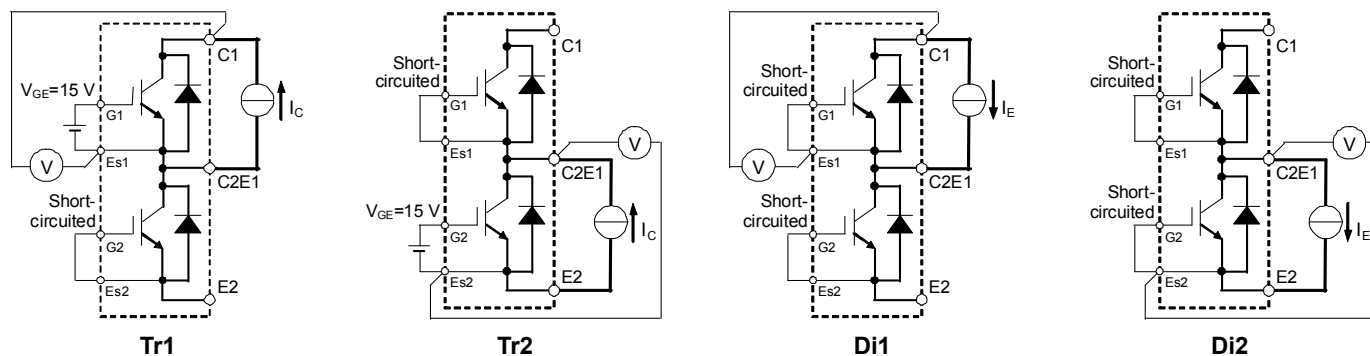 C1
V_GE=15 V
G1
I_C
V
Es1
C2E1
Short-
circuited
G2
Es2
E2
Tr1
C1
Short-
circuited
G1
Es1
V
C2E1
V_GE=15 V
G2
I_C
Es2
E2
Tr2
C1
Short-
circuited
G1
I_E
V
Es1
C2E1
Short-
circuited
G2
Es2
E2
Di1
C1
Short-
circuited
G1
Es1
V
C2E1
Short-
circuited
G2
I_E
Es2
E2
Di2